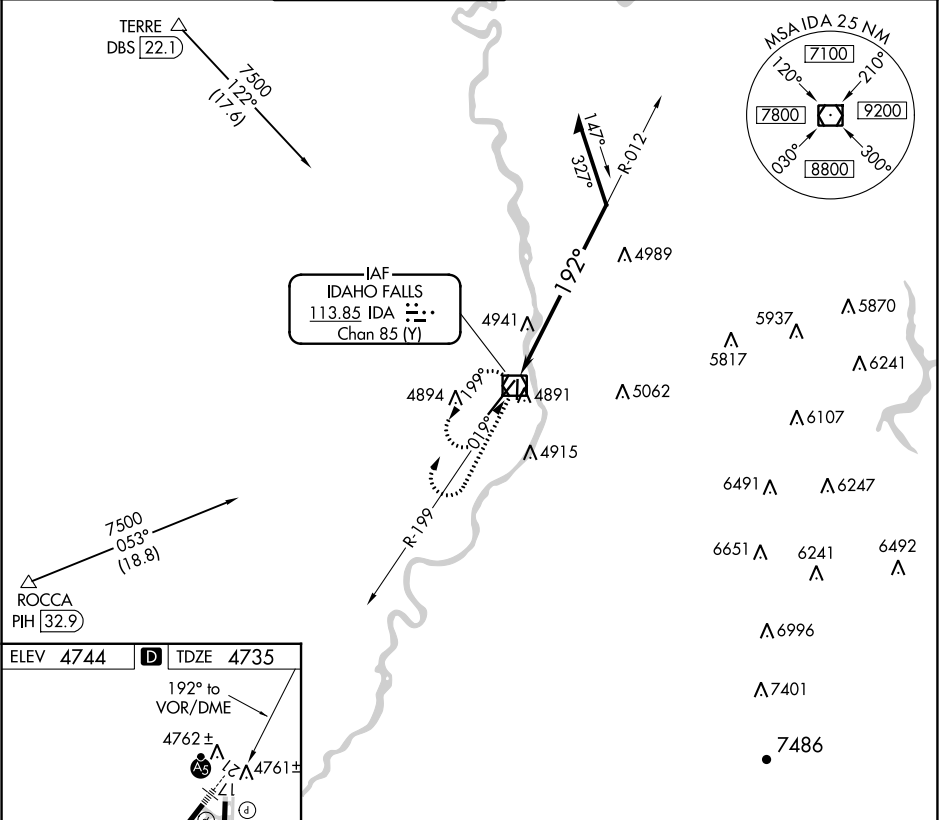 TERRE
DBS 22.1
7500
122°
(17.6)
MSA IDA 25 NM
7100
120°
210°
7800
9200
030°
300°
8800
147°
327°
R-012
192°
4989
IAF
IDAHO FALLS
113.85 IDA
Chan 85 (Y)
4941
5937
5870
5817
6241
4894
199°
4891
5062
6107
019°
4915
6491
6247
R-199
7500
053°
(18.8)
6651
6241
6492
ROCCA
PIH 32.9
6996
ELEV 4744 D TDZE 4735
7401
192° to
VOR/DME
4762 ±
7486
A5
21
4761±
17
P
P